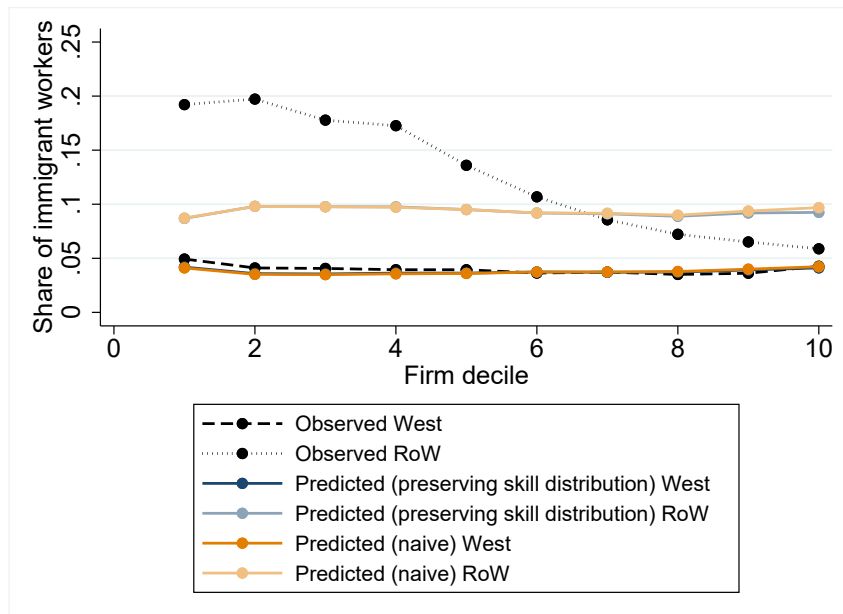 Share of immigrant workers
.25
.2
.15
.1
.05
0
0 2 4 6 8 10
Firm decile
Observed West
Observed RoW
Predicted (preserving skill distribution) West
Predicted (preserving skill distribution) RoW
Predicted (naive) West
Predicted (naive) RoW